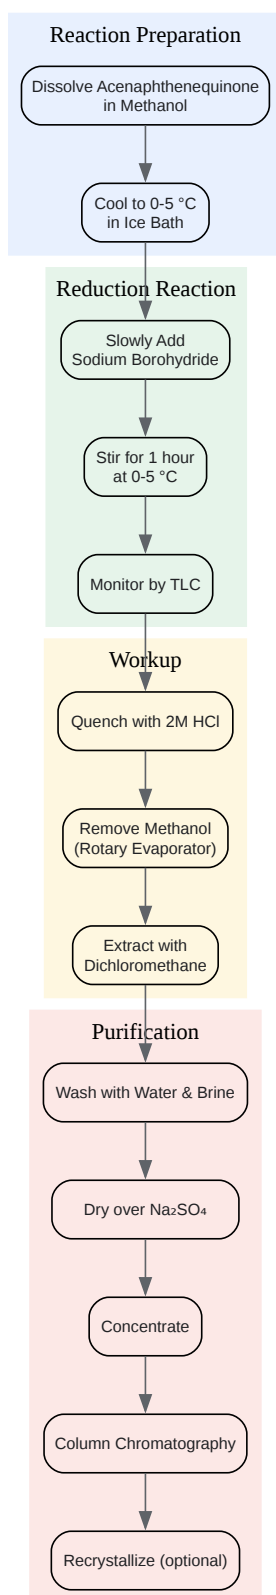 Reaction Preparation
Dissolve Acenaphthenequinone
in Methanol
Cool to 0-5 °C
in Ice Bath
Reduction Reaction
Slowly Add
Sodium Borohydride
Stir for 1 hour
at 0-5 °C
Monitor by TLC
Workup
Quench with 2M HCl
Remove Methanol
(Rotary Evaporator)
Extract with
Dichloromethane
Purification
Wash with Water & Brine
Dry over Na₂SO₄
Concentrate
Column Chromatography
Recrystallize (optional)